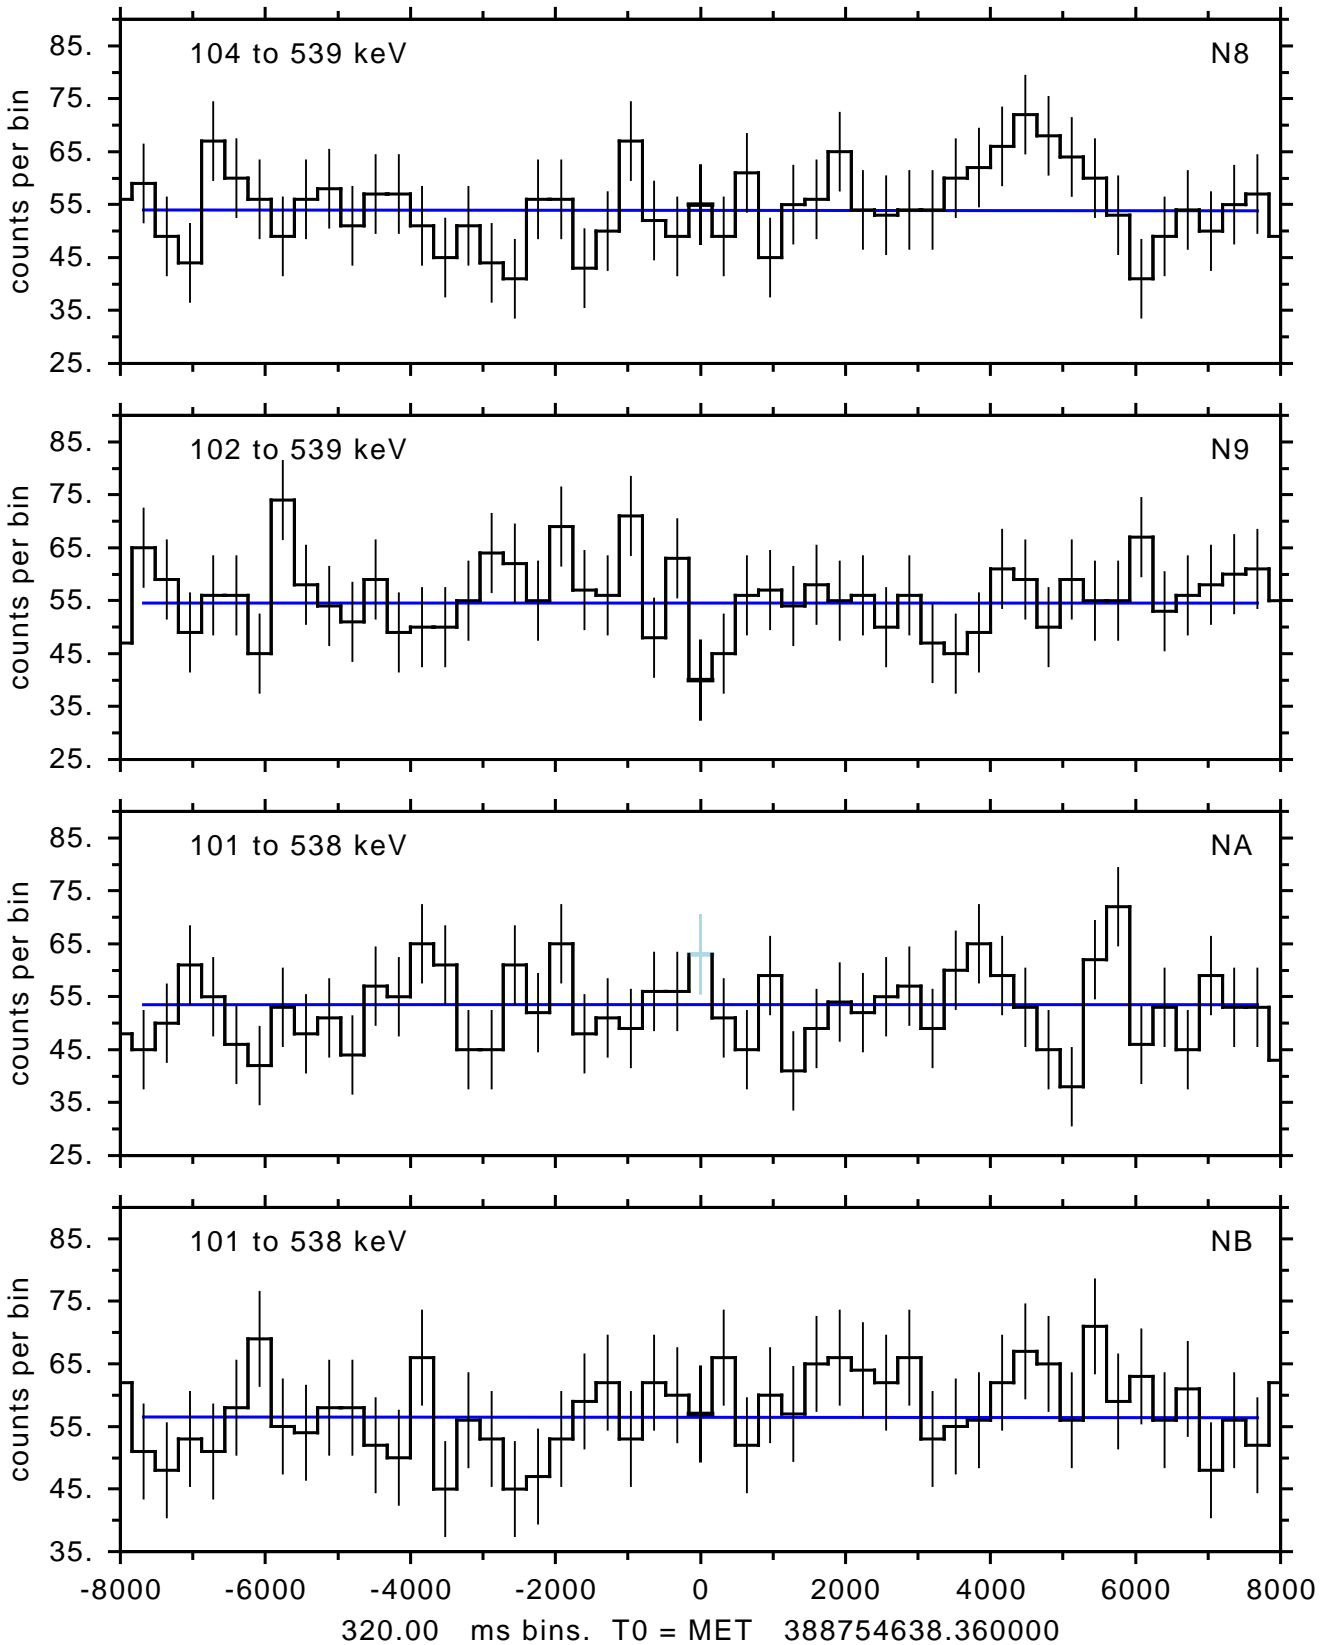 104 to 539 keV N8
85.
75.
65.
55.
45.
35.
25.
counts per bin
102 to 539 keV N9
85.
75.
65.
55.
45.
35.
25.
counts per bin
101 to 538 keV NA
85.
75.
65.
55.
45.
35.
25.
counts per bin
101 to 538 keV NB
85.
75.
65.
55.
45.
35.
counts per bin
-8000 -6000 -4000 -2000 0 2000 4000 6000 8000
320.00 ms bins. T0 = MET 388754638.360000